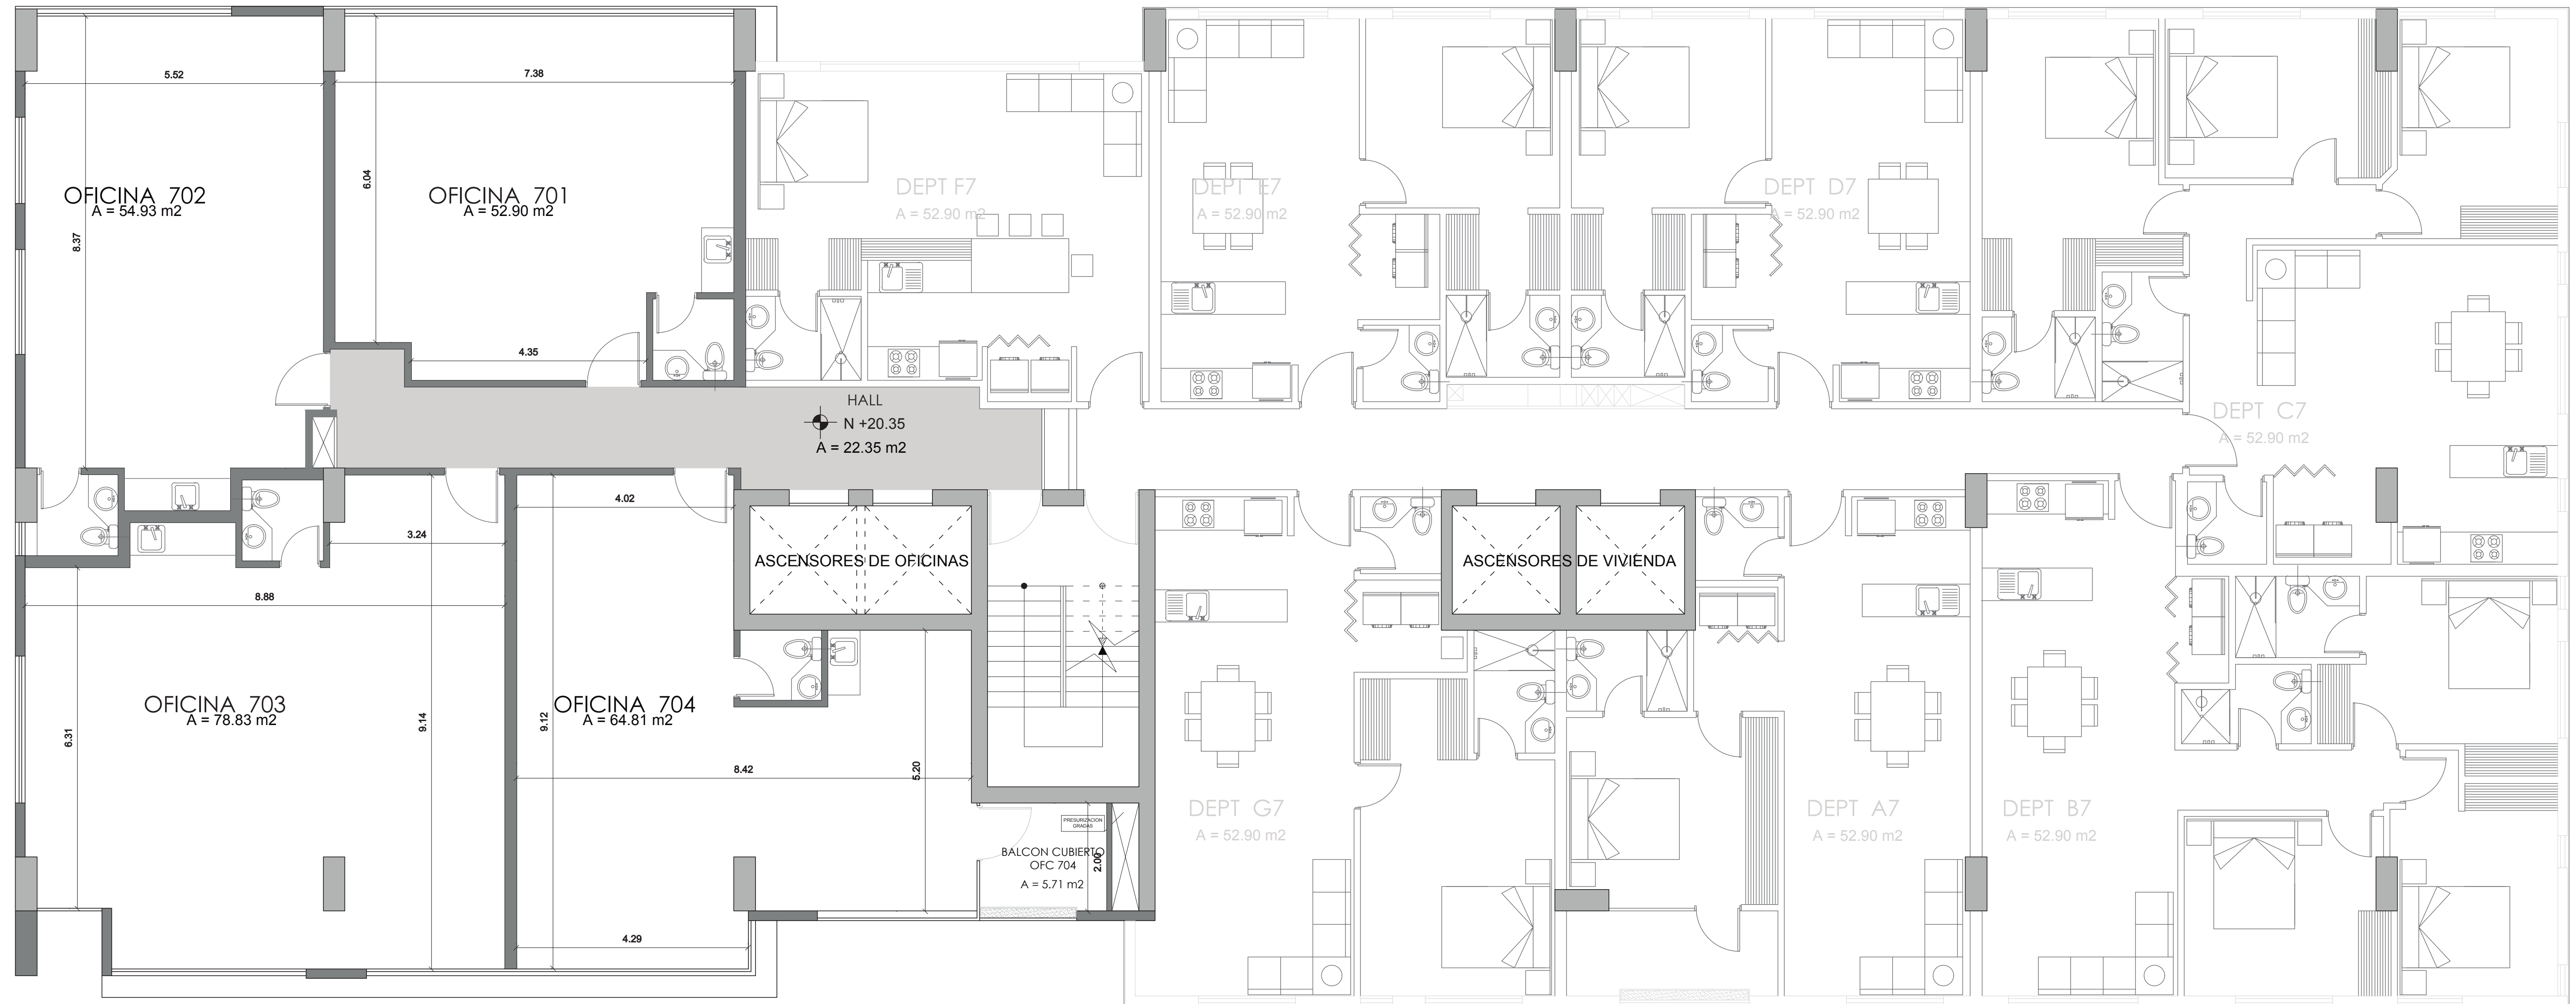 5.52
7.38
8.37
6.04
OFICINA 702
A = 54.93 m2
OFICINA 701
A = 52.90 m2
4.35
DEPT F7
A = 52.90 m2
DEPT E7
A = 52.90 m2
DEPT D7
A = 52.90 m2
DEPT C7
A = 52.90 m2
HALL
N +20.35
A = 22.35 m2
4.02
3.24
8.88
ASCENSORES DE OFICINAS
ASCENSORES DE VIVIENDA
OFICINA 703
A = 78.83 m2
6.31
9.14
OFICINA 704
A = 64.81 m2
9.12
8.42
5.20
4.29
PRESURIZACION
GRADAS
BALCON CUBIERTO
OFC 704
A = 5.71 m2
2.00
DEPT G7
A = 52.90 m2
DEPT A7
A = 52.90 m2
DEPT B7
A = 52.90 m2